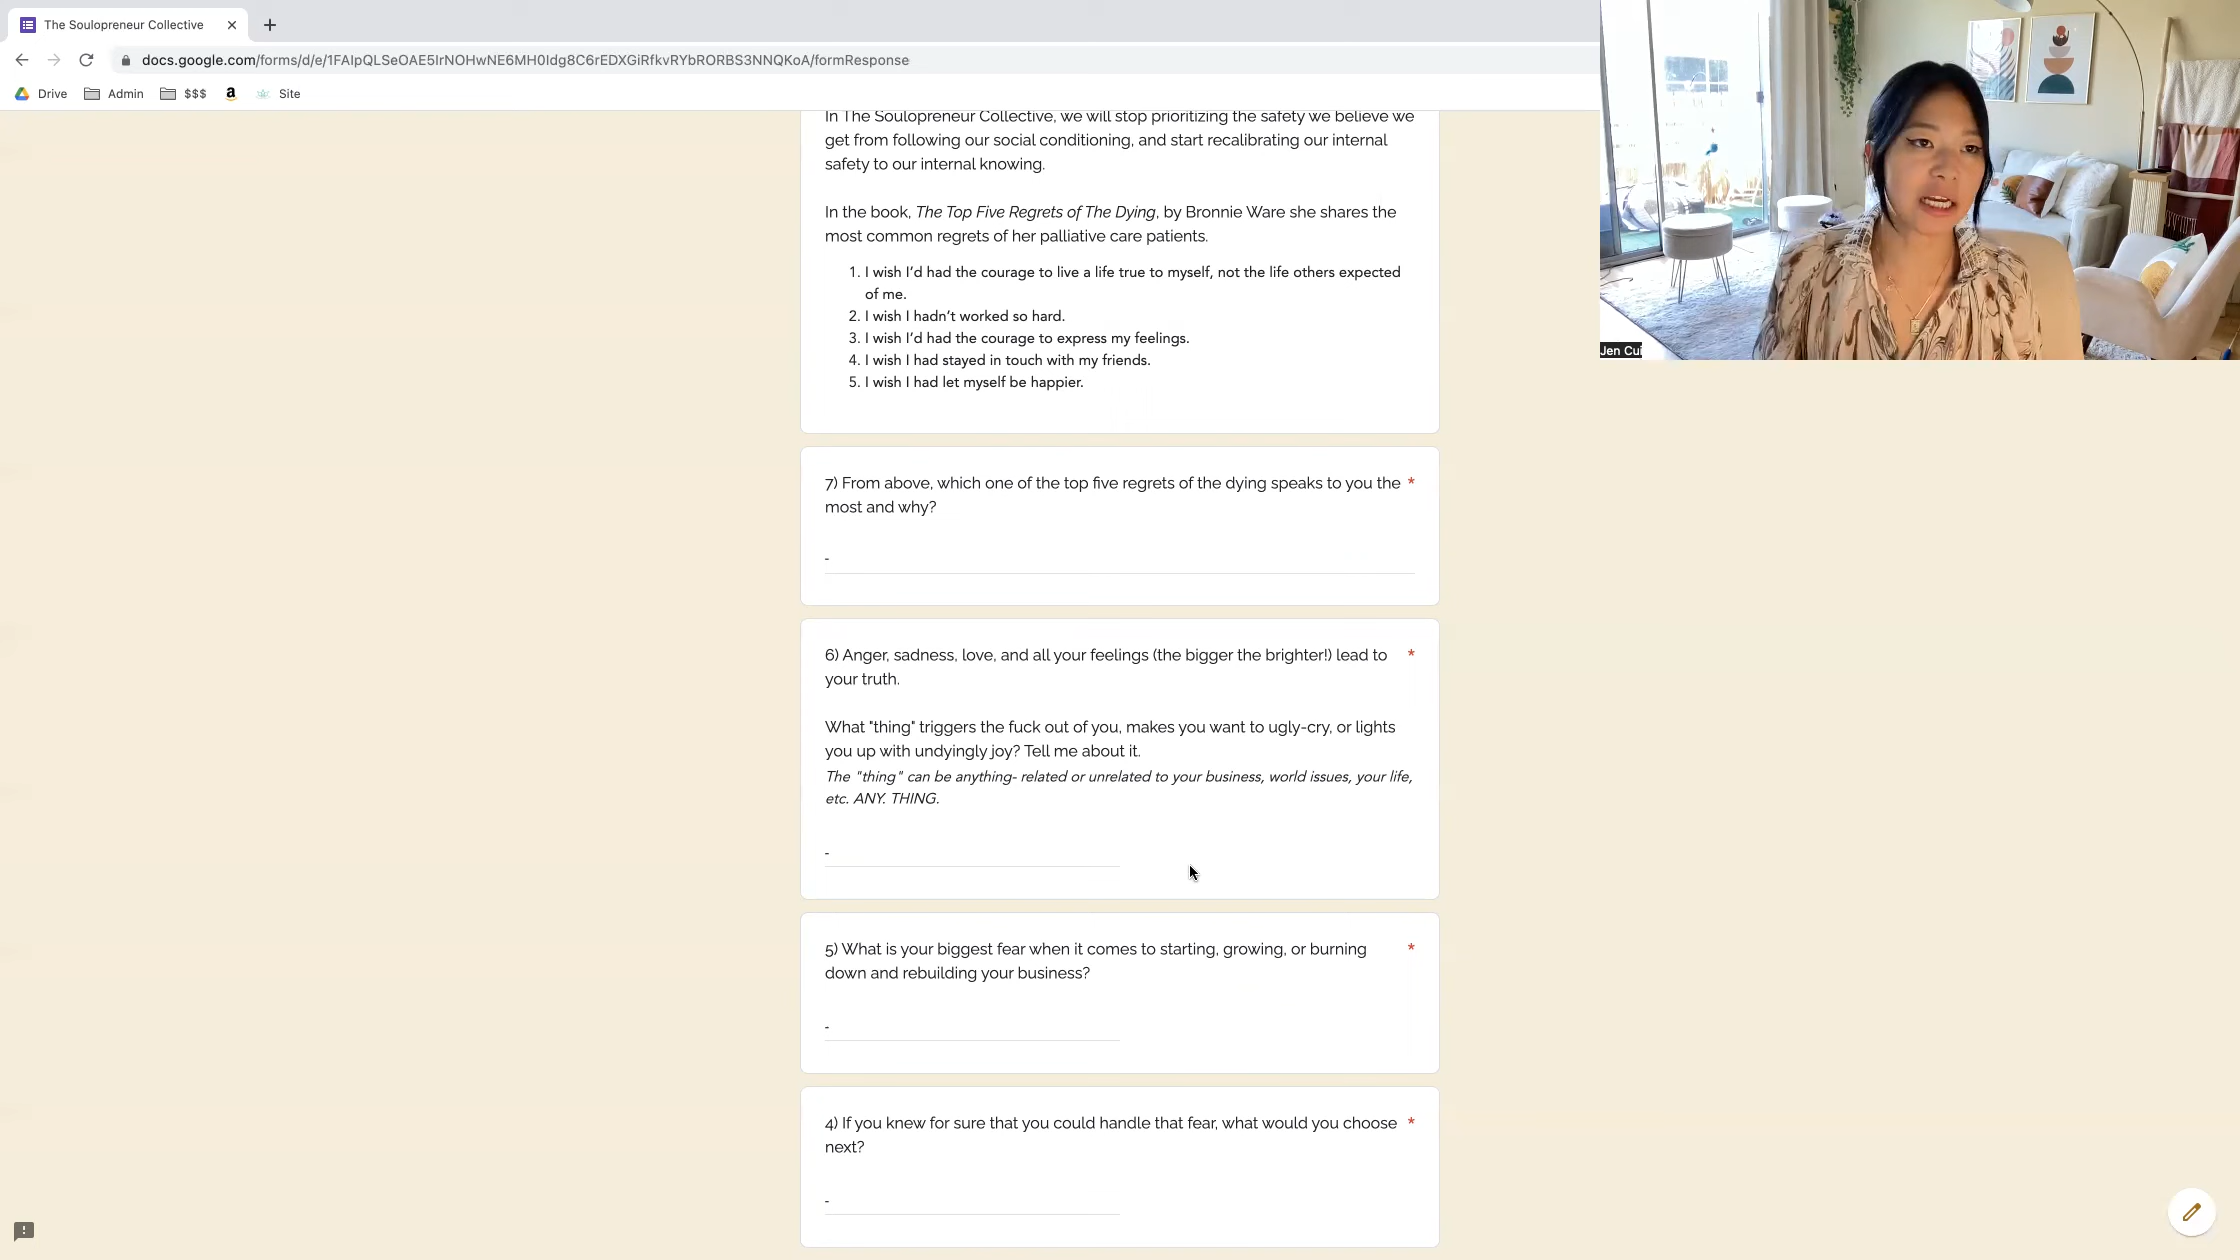 The Soulopreneur Collective
docs.google.com/forms/d/e/1FAIpQLSeOAE5IrNOHwNE6MH0Idg8C6rEDXGiRfkvRYbRORBS3NNQKoA/formResponse
Drive Admin $$$ Site
In The Soulopreneur Collective, we will stop prioritizing the safety we believe we
get from following our social conditioning, and start recalibrating our internal
safety to our internal knowing.
In the book, The Top Five Regrets of The Dying, by Bronnie Ware she shares the
most common regrets of her palliative care patients.
1. I wish I'd had the courage to live a life true to myself, not the life others expected
of me.
2. I wish I hadn't worked so hard.
3. I wish I'd had the courage to express my feelings.
4. I wish I had stayed in touch with my friends.
5. I wish I had let myself be happier.
Jen Cui
7) From above, which one of the top five regrets of the dying speaks to you the *
most and why?
-
6) Anger, sadness, love, and all your feelings (the bigger the brighter!) lead to *
your truth.
What "thing" triggers the fuck out of you, makes you want to ugly-cry, or lights
you up with undyingly joy? Tell me about it.
The "thing" can be anything- related or unrelated to your business, world issues, your life,
etc. ANY. THING.
-
5) What is your biggest fear when it comes to starting, growing, or burning *
down and rebuilding your business?
-
4) If you knew for sure that you could handle that fear, what would you choose *
next?
-